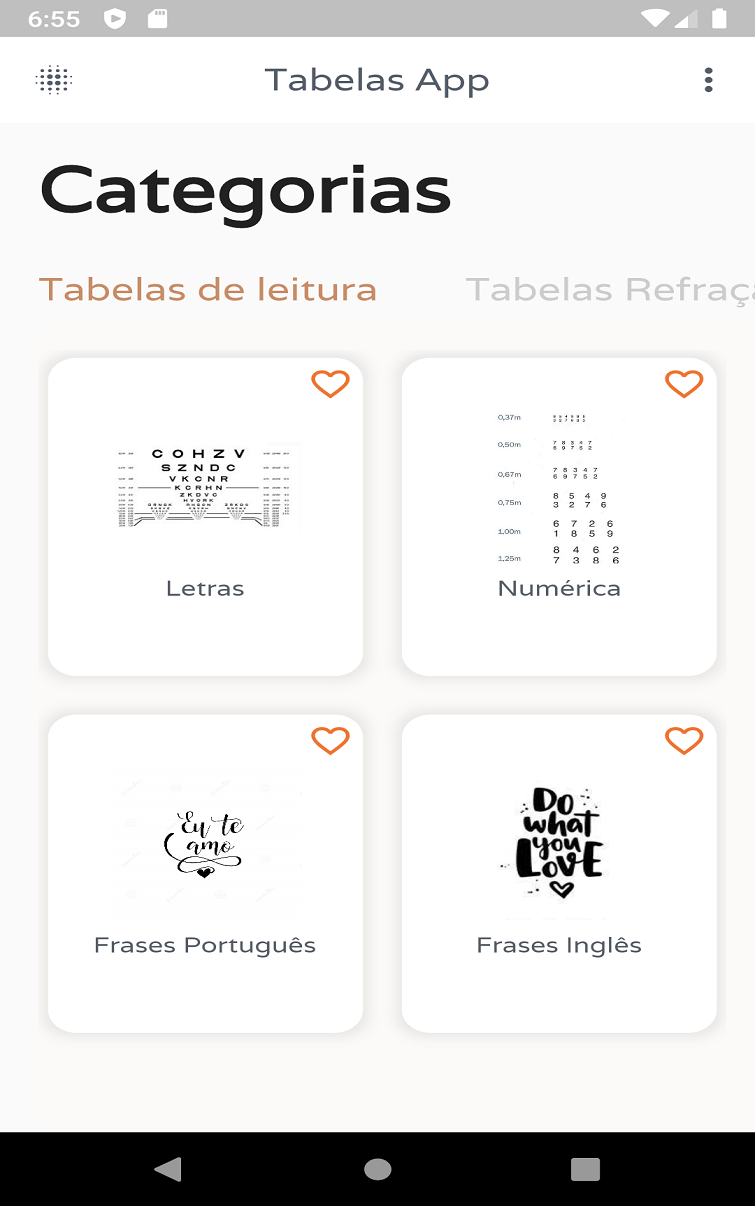 6:55
Tabelas App
Categorias
Tabelas de leitura
Tabelas Refraça
C O H Z V
S Z N D C
V K C N R
K C R H N
Z K D V C
H V O R K
Letras
0,37m
0,50m
7 8 3 4 7
6 9 7 5 2
0,67m
7 8 3 4 7
6 9 7 5 2
0,75m
8 5 4 9
3 2 7 6
1,00m
6 7 2 6
1 8 5 9
1,25m
8 4 6 2
7 3 8 6
Numérica
Eu te
amo
Frases Português
Do
what
you
LOVE
Frases Inglês